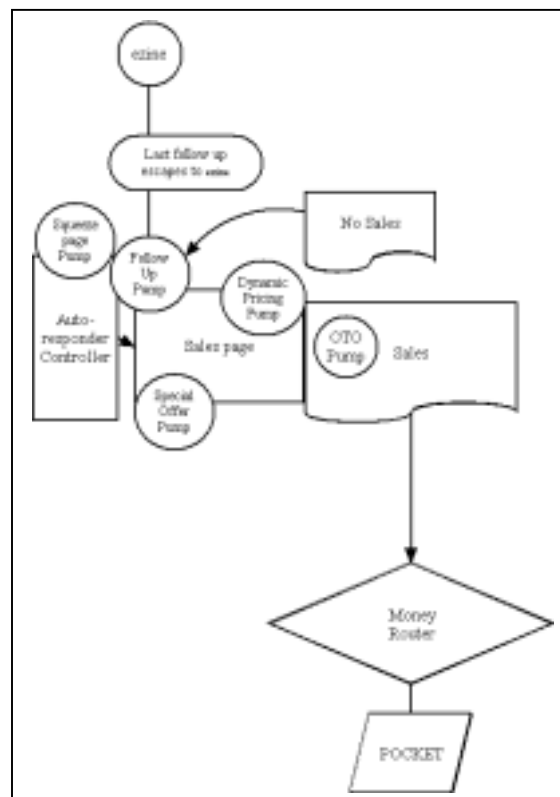 ezine
Last follow up
escapes to ezine
Squeeze
page
Pump
Follow
Up
Pump
No Sales
Dynamic
Pricing
Pump
Auto-
responder
Controller
Sales page
OTO
Pump
Sales
Special
Offer
Pump
Money
Router
POCKET